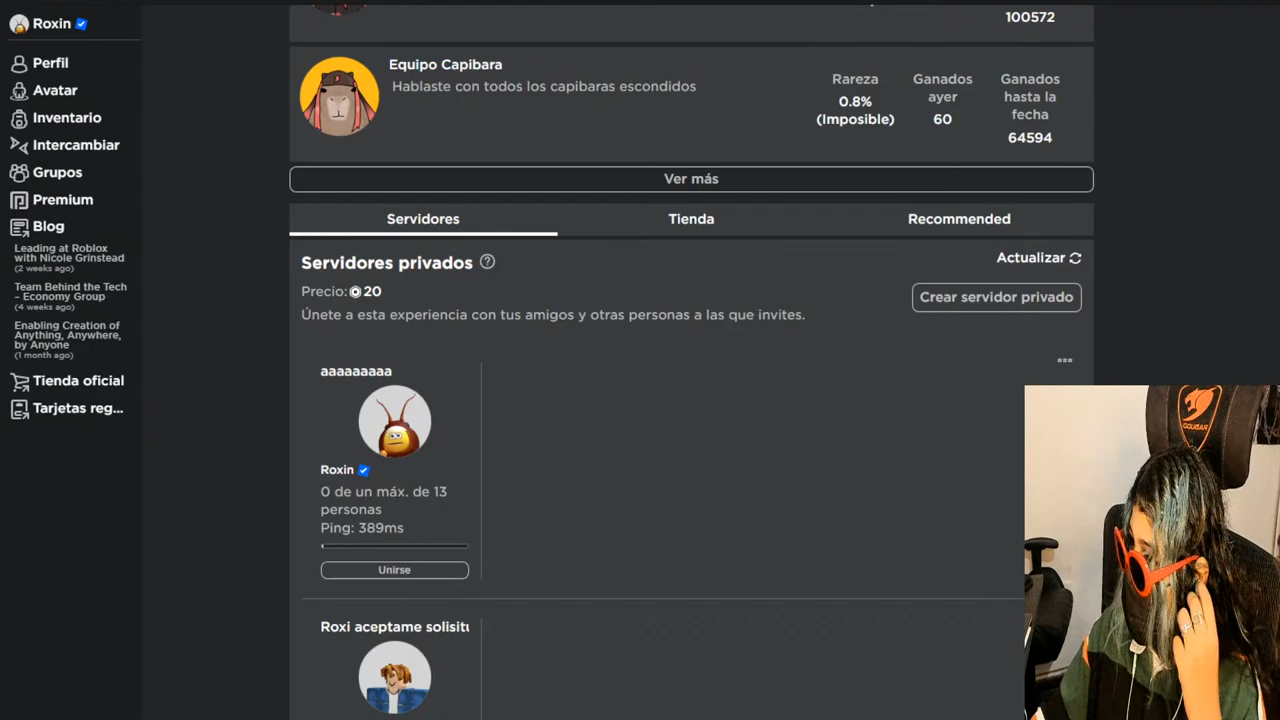 Roxin
Perfil
Avatar
Inventario
Intercambiar
Grupos
Premium
Blog
Leading at Roblox
with Nicole Grinstead
(2 weeks ago)
Team Behind the Tech
– Economy Group
(4 weeks ago)
Enabling Creation of
Anything, Anywhere,
by Anyone
(1 month ago)
Tienda oficial
Tarjetas reg...
100572
Equipo Capibara
Hablaste con todos los capibaras escondidos
Rareza
0.8%
(Imposible)
Ganados
ayer
60
Ganados
hasta la
fecha
64594
Ver más
Servidores
Tienda
Recommended
Servidores privados
Actualizar
Precio: 20
Crear servidor privado
Únete a esta experiencia con tus amigos y otras personas a las que invites.
aaaaaaaaa
Roxin
0 de un máx. de 13
personas
Ping: 389ms
Unirse
Roxi aceptame solisitu
COUGAR